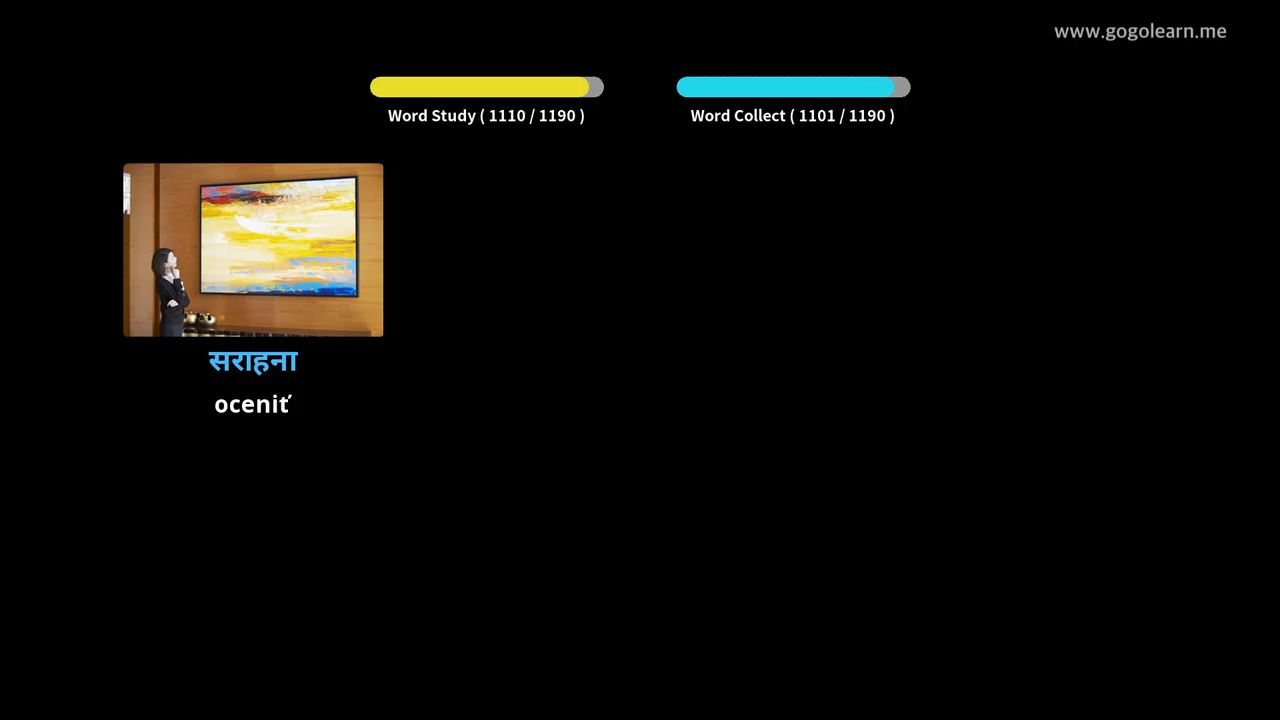 www.gogolearn.me
Word Study ( 1110 / 1190 )
Word Collect ( 1101 / 1190 )
सराहना
oceniť